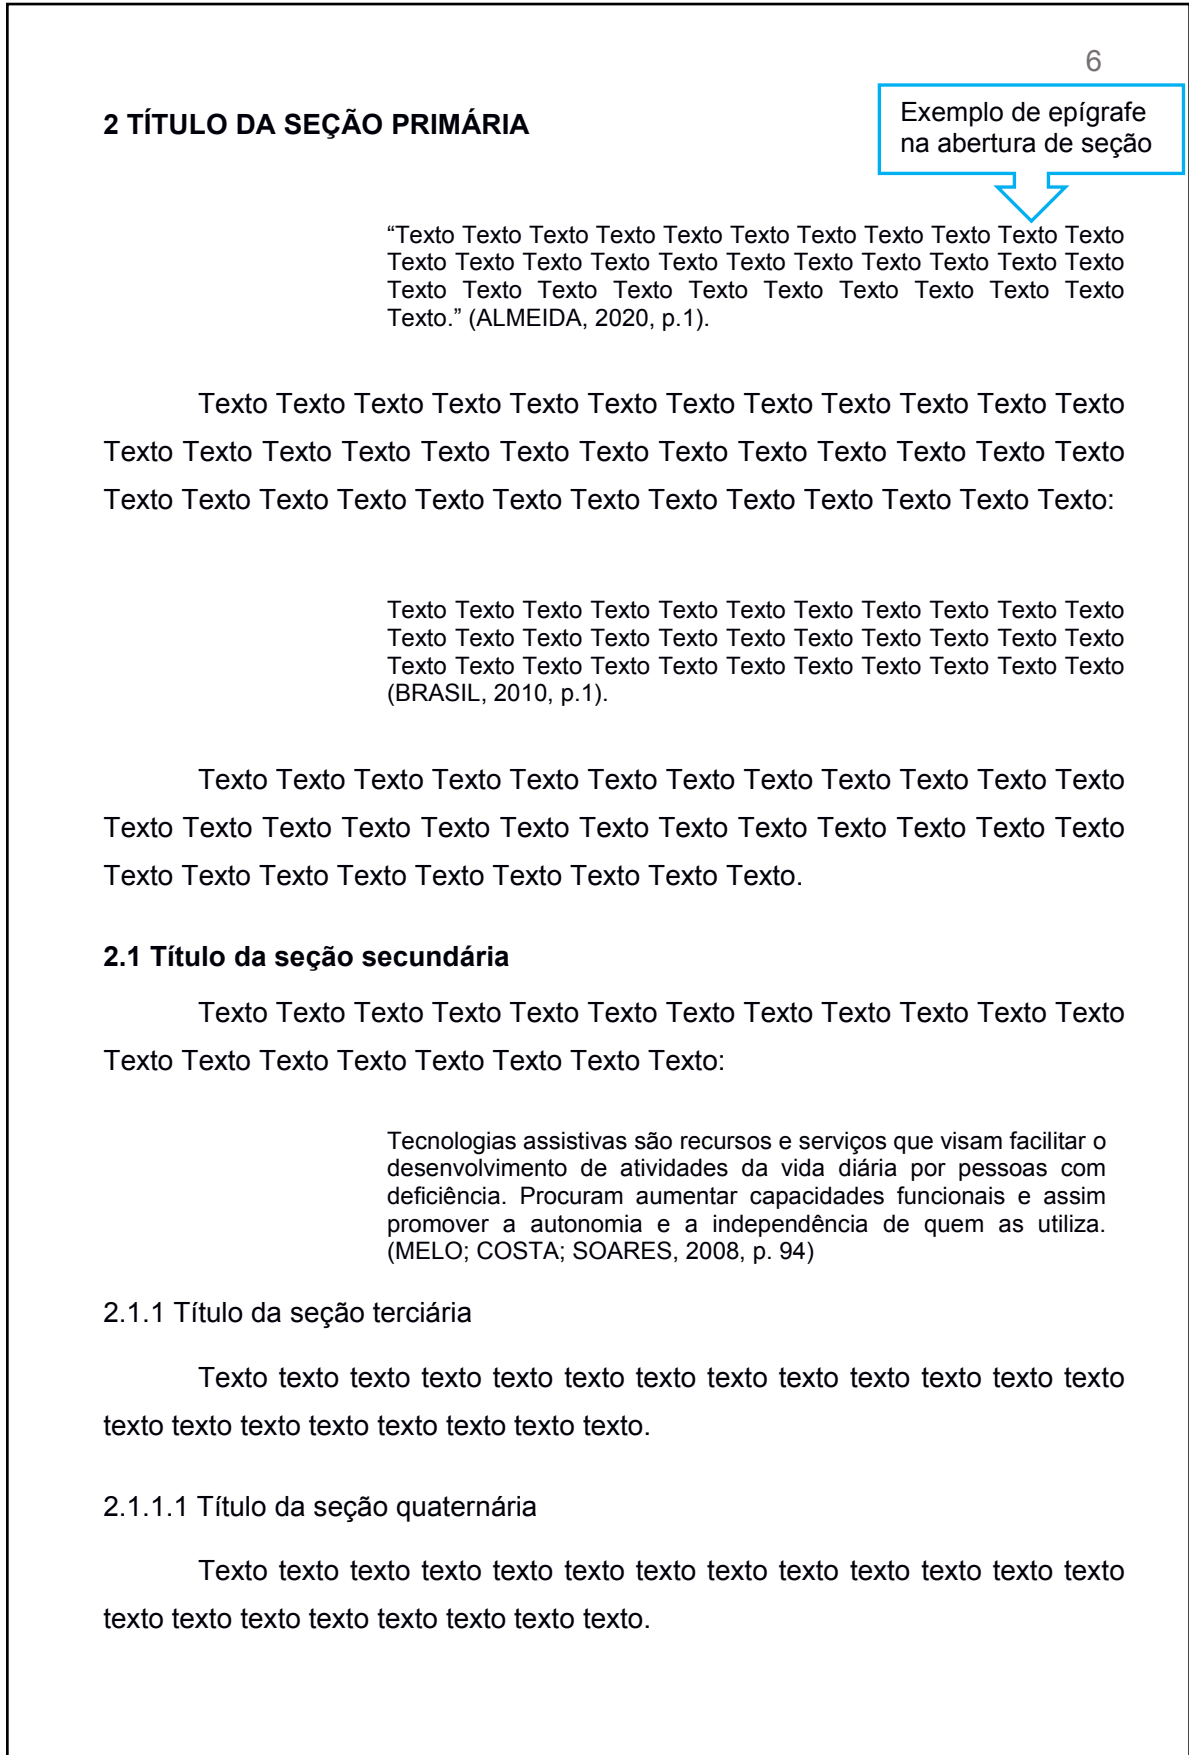 6
2 TÍTULO DA SEÇÃO PRIMÁRIA
Exemplo de epígrafe
na abertura de seção
“Texto Texto Texto Texto Texto Texto Texto Texto Texto Texto Texto
Texto Texto Texto Texto Texto Texto Texto Texto Texto Texto Texto
Texto Texto Texto Texto Texto Texto Texto Texto Texto Texto
Texto.” (ALMEIDA, 2020, p.1).
Texto Texto Texto Texto Texto Texto Texto Texto Texto Texto Texto Texto
Texto Texto Texto Texto Texto Texto Texto Texto Texto Texto Texto Texto Texto
Texto Texto Texto Texto Texto Texto Texto Texto Texto Texto Texto Texto Texto:
Texto Texto Texto Texto Texto Texto Texto Texto Texto Texto Texto
Texto Texto Texto Texto Texto Texto Texto Texto Texto Texto Texto
Texto Texto Texto Texto Texto Texto Texto Texto Texto Texto Texto
(BRASIL, 2010, p.1).
Texto Texto Texto Texto Texto Texto Texto Texto Texto Texto Texto Texto
Texto Texto Texto Texto Texto Texto Texto Texto Texto Texto Texto Texto Texto
Texto Texto Texto Texto Texto Texto Texto Texto Texto.
2.1 Título da seção secundária
Texto Texto Texto Texto Texto Texto Texto Texto Texto Texto Texto Texto
Texto Texto Texto Texto Texto Texto Texto Texto:
Tecnologias assistivas são recursos e serviços que visam facilitar o
desenvolvimento de atividades da vida diária por pessoas com
deficiência. Procuram aumentar capacidades funcionais e assim
promover a autonomia e a independência de quem as utiliza.
(MELO; COSTA; SOARES, 2008, p. 94)
2.1.1 Título da seção terciária
Texto texto texto texto texto texto texto texto texto texto texto texto texto
texto texto texto texto texto texto texto texto.
2.1.1.1 Título da seção quaternária
Texto texto texto texto texto texto texto texto texto texto texto texto texto
texto texto texto texto texto texto texto texto.